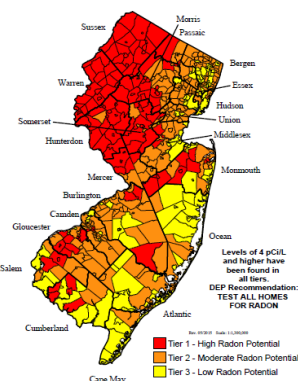 Morris
Sussex
Passaic
Bergen
Warren
Essex
Hudson
Somerset
Union
Hunterdon
Middlesex
Mercer
Monmouth
Burlington
Camden
Gloucester
Ocean
Salem
Levels of 4 pCi/L
and higher have
been found in
all tiers.
DEP Recommendation:
TEST ALL HOMES
FOR RADON
Atlantic
Cumberland
Tier 1 - High Radon Potential
Tier 2 - Moderate Radon Potential
Tier 3 - Low Radon Potential
Cape May